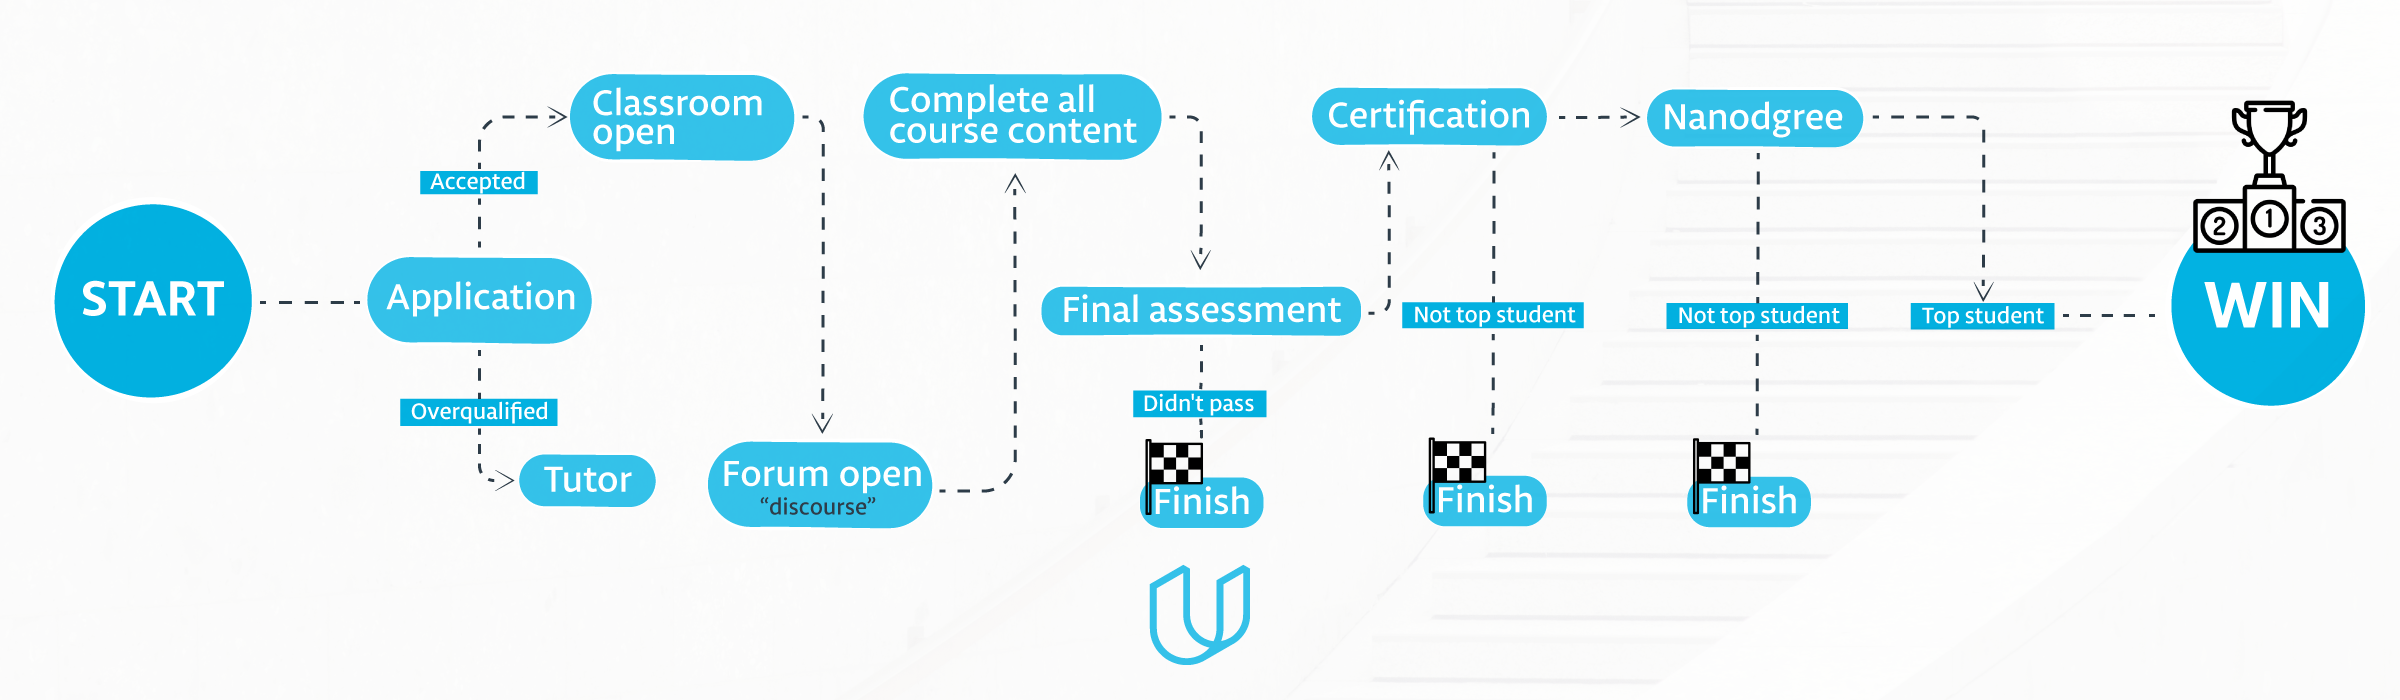 START
Application
Accepted
Classroom
open
Overqualified
Tutor
Forum open
“discourse”
Complete all
course content
Final assessment
Didn't pass
Finish
Certification
Not top student
Finish
Nanodgree
Not top student
Finish
Top student
2
1
3
WIN